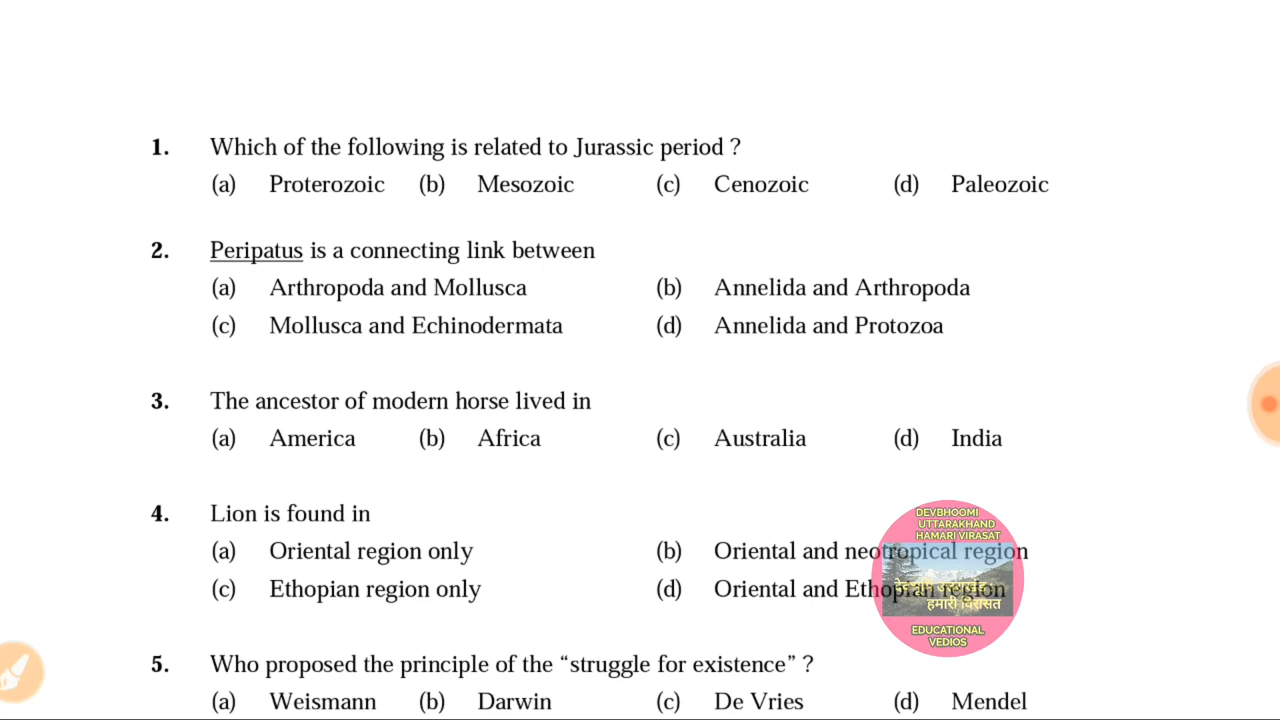 1. Which of the following is related to Jurassic period ?
(a) Proterozoic (b) Mesozoic (c) Cenozoic (d) Paleozoic
2. Peripatus is a connecting link between
(a) Arthropoda and Mollusca (b) Annelida and Arthropoda
(c) Mollusca and Echinodermata (d) Annelida and Protozoa
3. The ancestor of modern horse lived in
(a) America (b) Africa (c) Australia (d) India
4. Lion is found in
(a) Oriental region only (b) Oriental and neotropical region
(c) Ethopian region only (d) Oriental and Ethopian region
DEVBHOOMI
UTTARAKHAND
HAMARI VIRASAT
देव भूमि उत्तराखंड
हमारी विरासत
EDUCATIONAL
VEDIOS
5. Who proposed the principle of the “struggle for existence” ?
(a) Weismann (b) Darwin (c) De Vries (d) Mendel